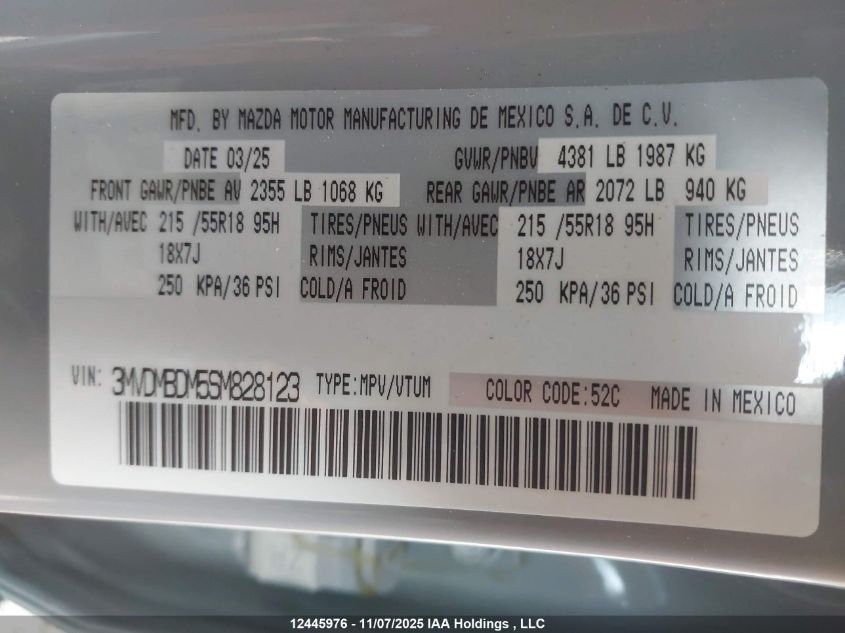 MFD. BY MAZDA MOTOR MANUFACTURING DE MEXICO S.A. DE C.V.
DATE 03/25 GVWR/PNBV 4381 LB 1987 KG
FRONT GAWR/PNBE AV 2355 LB 1068 KG REAR GAWR/PNBE AR 2072 LB 940 KG
WITH/AVEC 215 /55R18 95H TIRES/PNEUS WITH/AVEC 215 /55R18 95H TIRES/PNEUS
18X7J RIMS/JANTES 18X7J RIMS/JANTES
250 KPA/36 PSI COLD/A FROID 250 KPA/36 PSI COLD/A FROID
VIN: 3MVDMBDM5SM828123 TYPE:MPV/VTUM COLOR CODE:52C MADE IN MEXICO
12445976 - 11/07/2025 IAA Holdings , LLC